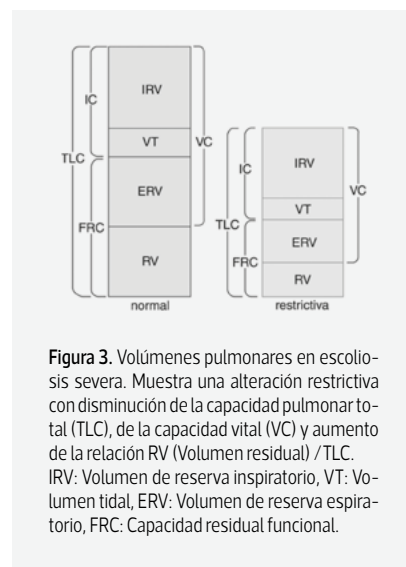 IRV
IC
VT
VC
TLC
ERV
FRC
RV
normal
IRV
IC
VC
VT
TLC
ERV
FRC
RV
restrictiva
Figura 3. Volúmenes pulmonares en escolio-
sis severa. Muestra una alteración restrictiva
con disminución de la capacidad pulmonar to-
tal (TLC), de la capacidad vital (VC) y aumento
de la relación RV (Volumen residual) /TLC.
IRV: Volumen de reserva inspiratorio, VT: Vo-
lumen tidal, ERV: Volumen de reserva espira-
torio, FRC: Capacidad residual funcional.